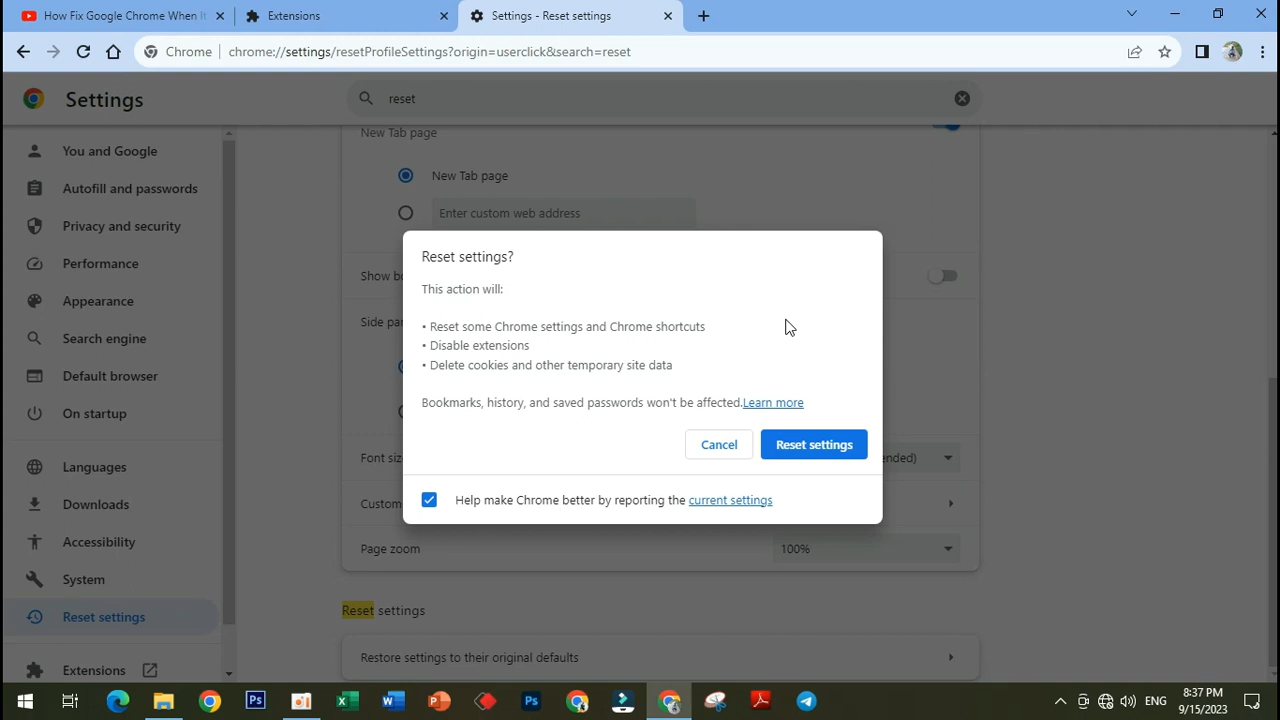 How Fix Google Chrome When It
Extensions
Settings - Reset settings
Chrome
chrome://settings/resetProfileSettings?origin=userclick&search=reset
Settings
reset
You and Google
Autofill and passwords
Privacy and security
Performance
Appearance
Search engine
Default browser
On startup
Languages
Downloads
Accessibility
System
Reset settings
Extensions
New Tab page
New Tab page
Enter custom web address
Show bo
Side pa
Font siz
ended)
Custom
Page zoom
100%
Reset settings
Restore settings to their original defaults
Reset settings?
This action will:
• Reset some Chrome settings and Chrome shortcuts
• Disable extensions
• Delete cookies and other temporary site data
Bookmarks, history, and saved passwords won't be affected.Learn more
Cancel
Reset settings
Help make Chrome better by reporting the current settings
ENG
8:37 PM
9/15/2023